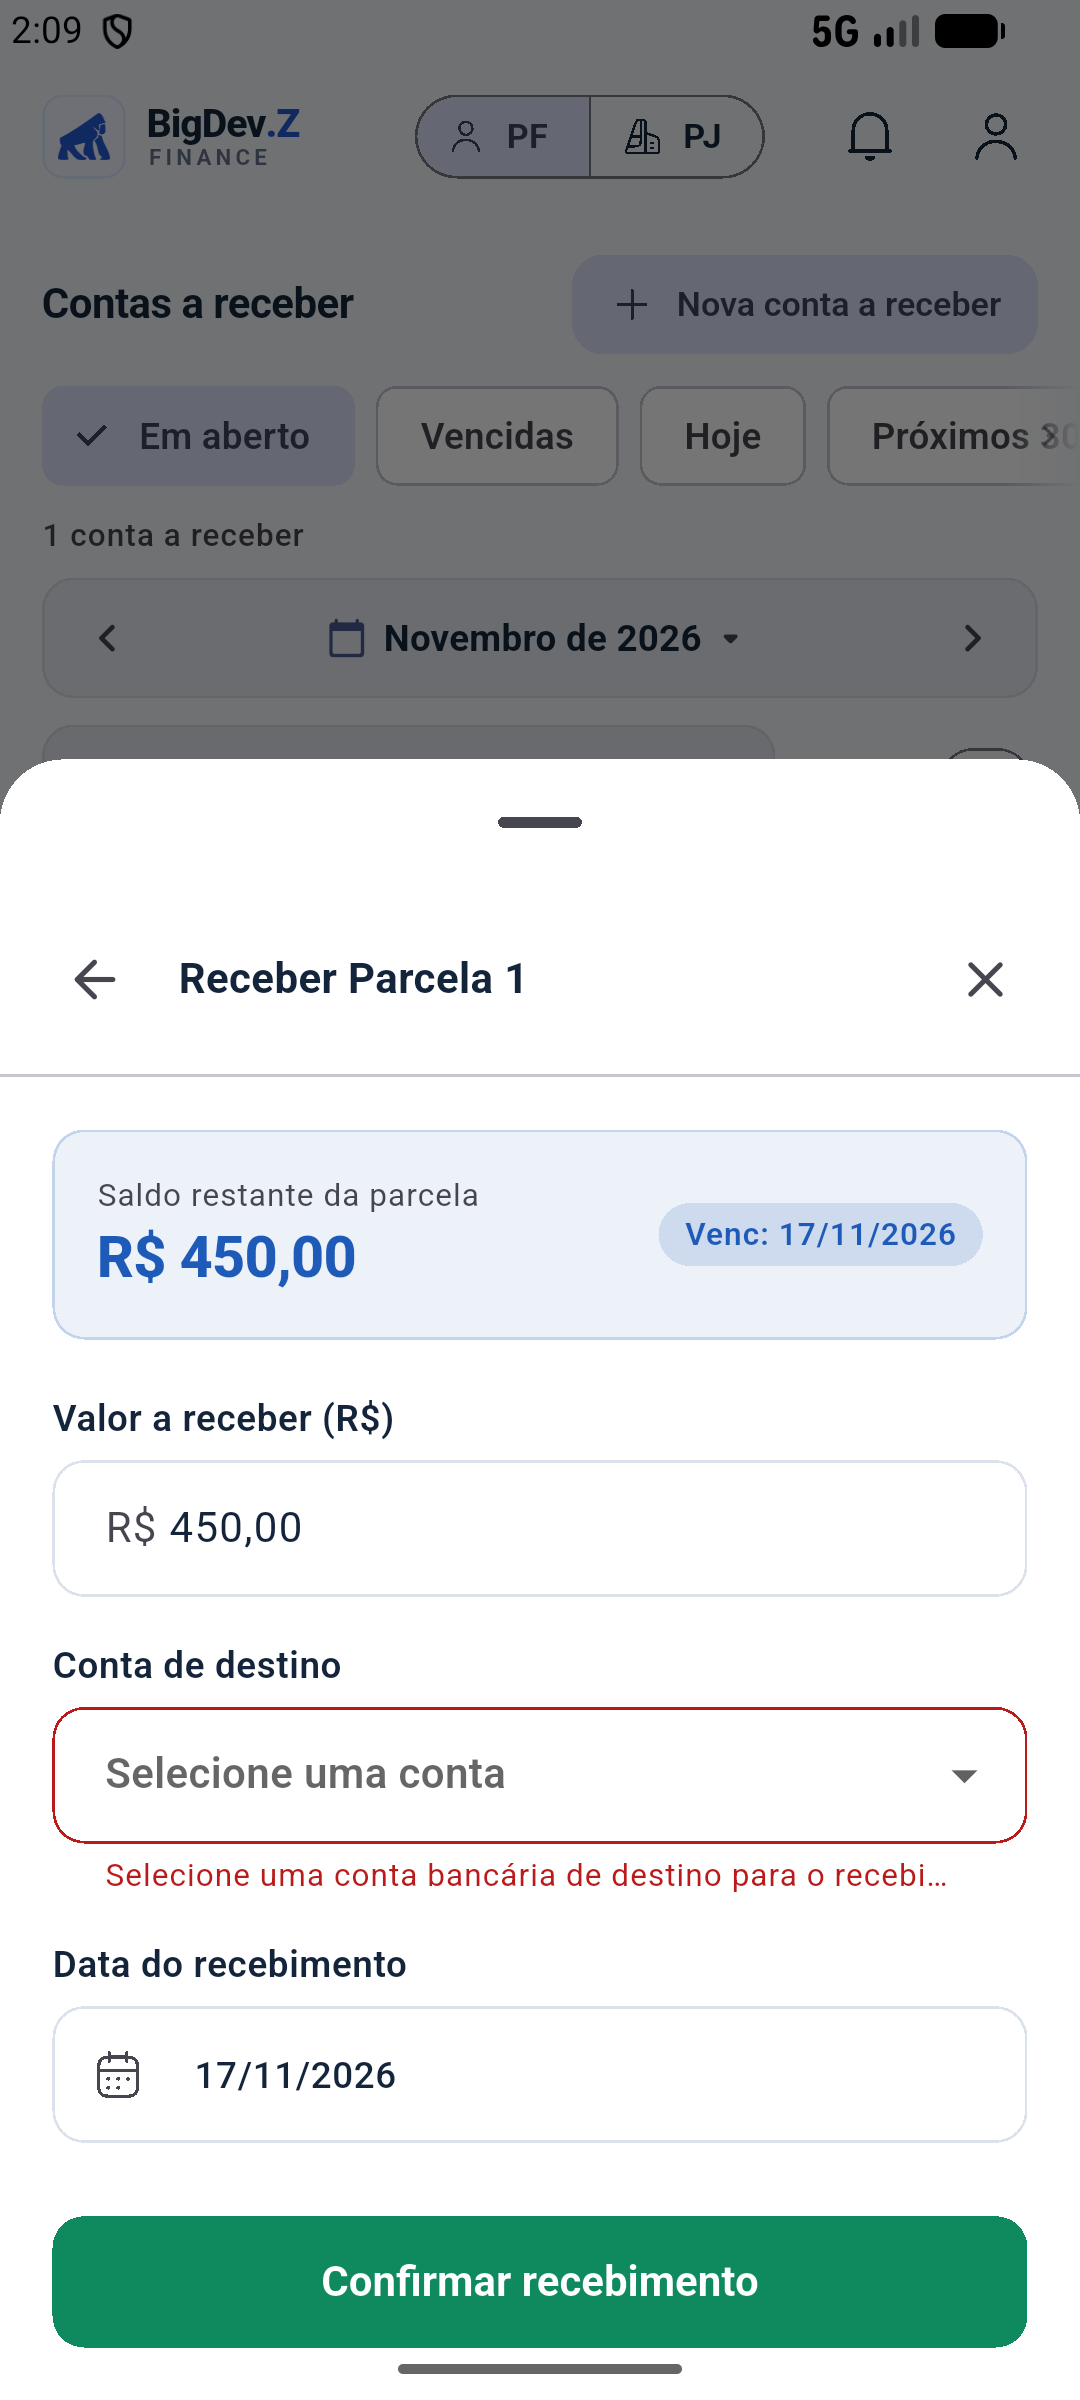 2:09
5G
BigDev.Z
FINANCE
PF
PJ
Contas a receber
Nova conta a receber
Em aberto
Vencidas
Hoje
Próximos 30
1 conta a receber
Novembro de 2026
Receber Parcela 1
Saldo restante da parcela
R$ 450,00
Venc: 17/11/2026
Valor a receber (R$)
R$ 450,00
Conta de destino
Selecione uma conta
Selecione uma conta bancária de destino para o recebi...
Data do recebimento
17/11/2026
Confirmar recebimento